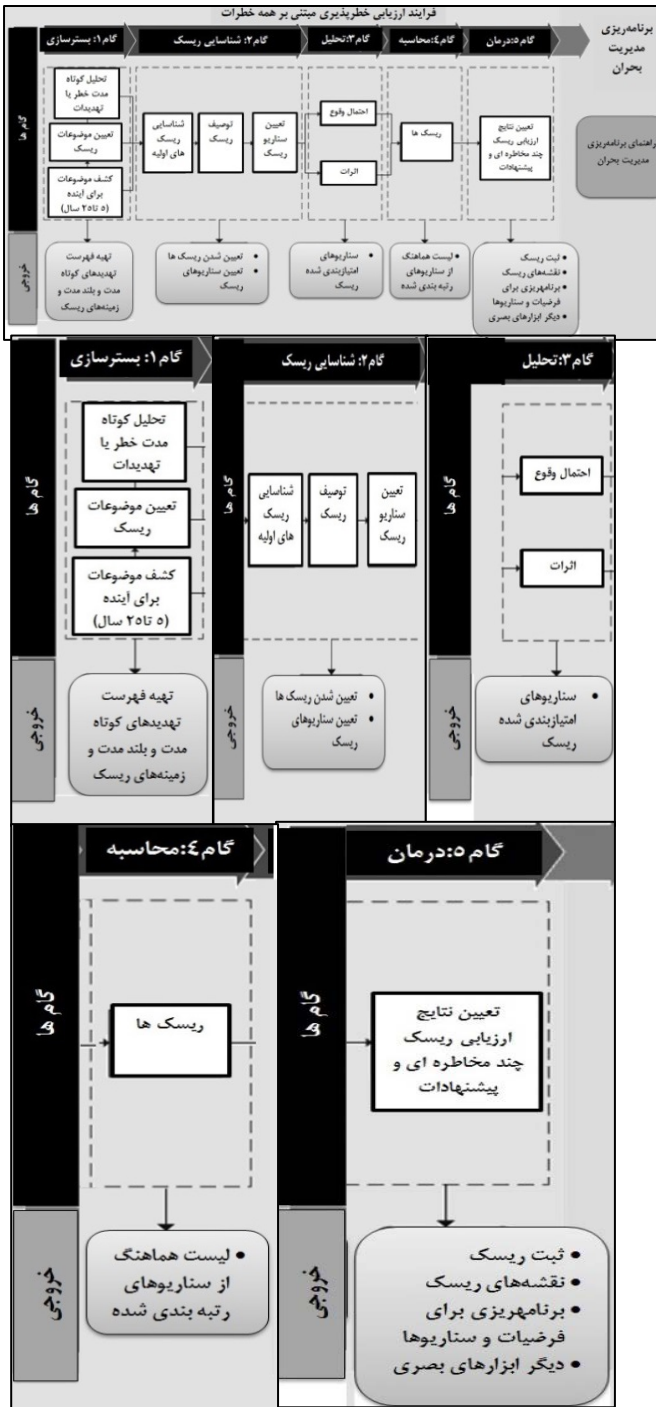 فرایند ارزیابی خطرپذیری مبتنی بر همه خطرات
گام۱: بسترسازی
گام۲: شناسایی ریسک
گام۳:تحلیل
گام٤:محاسبه
گام۵:درمان
برنامه‌ریزی
مدیریت
بحران
گام ها
تحلیل کوتاه
مدت خطر یا
تهدیدات
تعیین موضوعات
ریسک
کشف موضوعات
برای آینده
(۵ تا۲۵ سال)
شناسایی
ریسک
های اولیه
توصیف
ریسک
تعیین
سناریو
ریسک
احتمال وقوع
اثرات
ریسک ها
تعیین نتایج
ارزیابی ریسک
چند مخاطره ای و
پیشنهادات
راهنمای برنامه‌ریزی
مدیریت بحران
خروجی
تهیه فهرست
تهدیدهای کوتاه
مدت و بلند مدت و
زمینه‌های ریسک
• تعیین شدن ریسک ها
• تعیین سناریوهای
ریسک
• سناریوهای
امتیازبندی شده
ریسک
• لیست هماهنگ
از سناریوهای
رتبه بندی شده
• ثبت ریسک
• نقشه‌های ریسک
• برنامهریزی برای
فرضیات و سناریوها
• دیگر ابزارهای بصری
گام۱: بسترسازی
گام ها
تحلیل کوتاه
مدت خطر یا
تهدیدات
تعیین موضوعات
ریسک
کشف موضوعات
برای آینده
(۵ تا۲۵ سال)
خروجی
تهیه فهرست
تهدیدهای کوتاه
مدت و بلند مدت و
زمینه‌های ریسک
گام۲: شناسایی ریسک
گام ها
شناسایی
ریسک
های اولیه
توصیف
ریسک
تعیین
سناریو
ریسک
خروجی
• تعیین شدن ریسک ها
• تعیین سناریوهای
ریسک
گام۳:تحلیل
گام ها
احتمال وقوع
اثرات
خروجی
• سناریوهای
امتیازبندی شده
ریسک
گام٤:محاسبه
گام ها
ریسک ها
خروجی
• لیست هماهنگ
از سناریوهای
رتبه بندی شده
گام۵:درمان
گام ها
تعیین نتایج
ارزیابی ریسک
چند مخاطره ای و
پیشنهادات
خروجی
• ثبت ریسک
• نقشه‌های ریسک
• برنامهریزی برای
فرضیات و سناریوها
• دیگر ابزارهای بصری